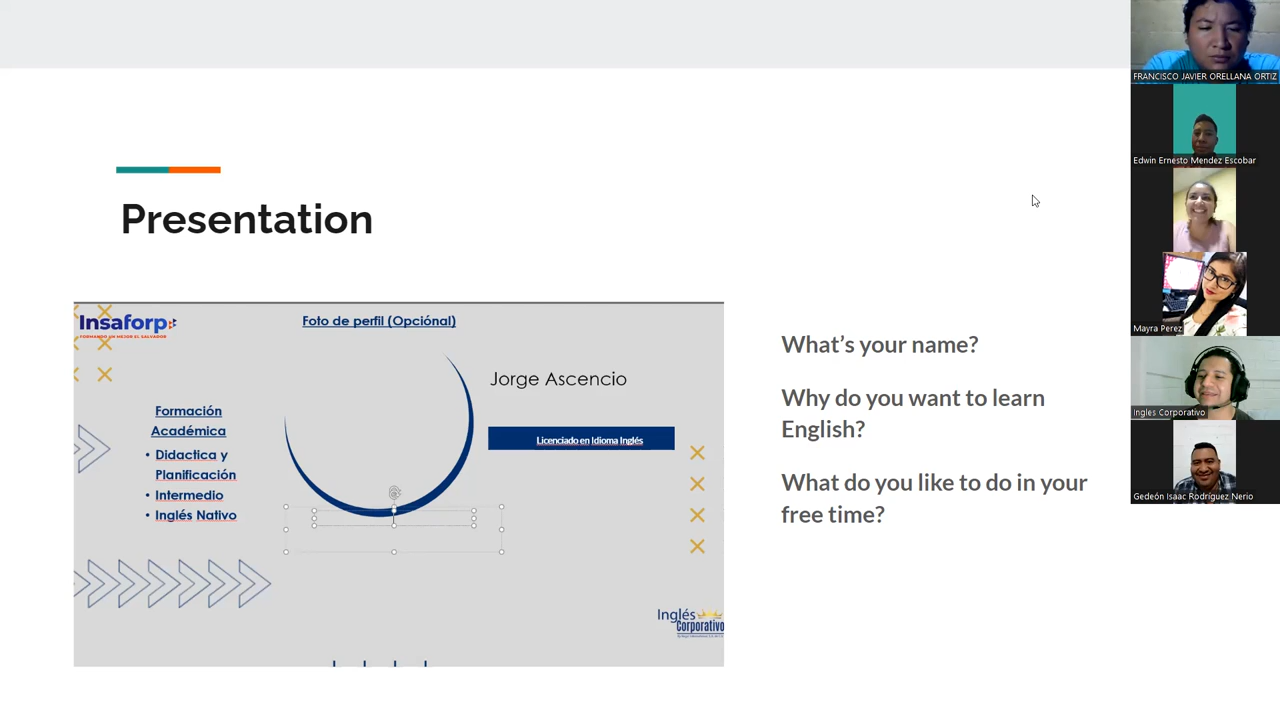 Presentation
Insaforp
FORMANDO UN MEJOR EL SALVADOR
Foto de perfil (Opciónal)
Jorge Ascencio
Licenciado en Idioma Inglés
Formación
Académica
• Didactica y
Planificación
• Intermedio
• Inglés Nativo
Inglés
Corporativo
What's your name?
Why do you want to learn
English?
What do you like to do in your
free time?
FRANCISCO JAVIER ORELLANA ORTIZ
Edwin Ernesto Mendez Escobar
Mayra Perez
Ingles Corporativo
Gedeón Isaac Rodríguez Nerio